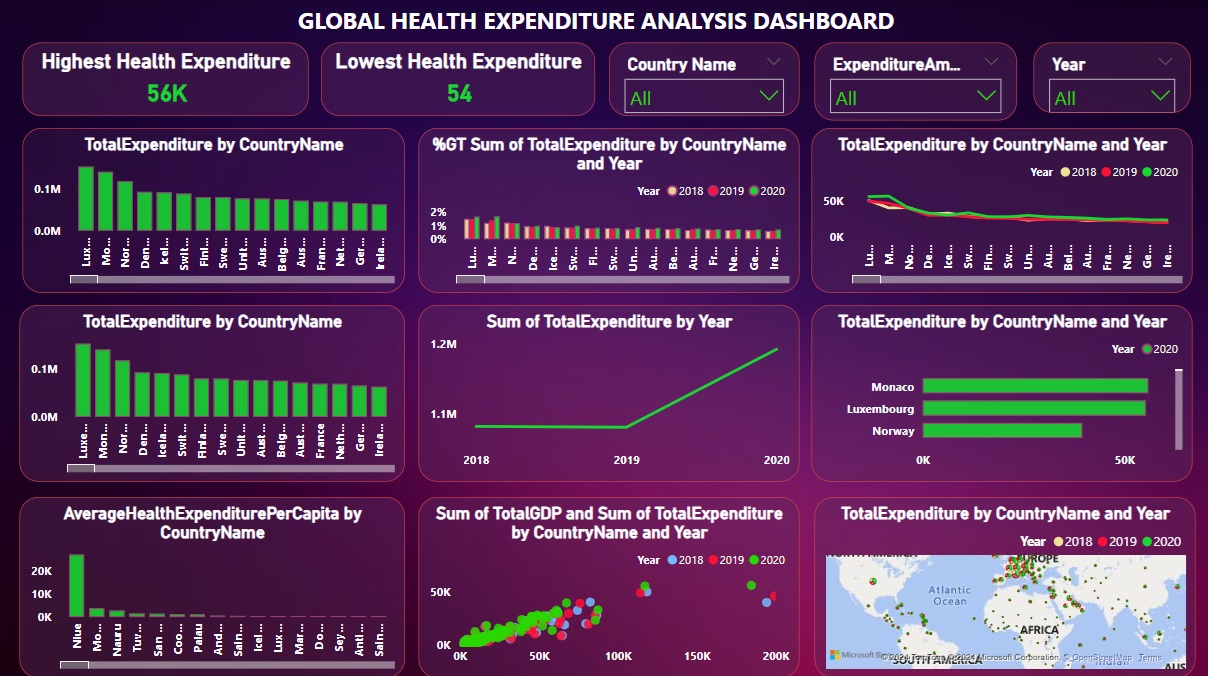 GLOBAL HEALTH EXPENDITURE ANALYSIS DASHBOARD
Highest Health Expenditure
56K
Lowest Health Expenditure
54
Country Name
All
ExpenditureAm...
All
Year
All
TotalExpenditure by CountryName
0.1M
0.0M
Lux...
Mo...
Nor...
Den...
Icel...
Swit...
Finl...
Swe...
Unit...
Aus...
Belg...
Aus...
Fran...
Net...
Ger...
Irela...
%GT Sum of TotalExpenditure by CountryName
and Year
Year 2018 2019 2020
2%
1%
0%
Lu...
M...
N...
De...
Ice...
Sw...
Fi...
Sw...
Un...
Au...
Be...
Au...
Fr...
Ne...
Ge...
Ire...
TotalExpenditure by CountryName and Year
Year 2018 2019 2020
50K
0K
Lu...
M...
No...
De...
Ice...
Sw...
Fin...
Sw...
Un...
Au...
Bel...
Au...
Fra...
Ne...
Ge...
Ire...
TotalExpenditure by CountryName
0.1M
0.0M
Luxe...
Mon...
Nor...
Den...
Icela...
Swit...
Finla...
Swe...
Unit...
Aust...
Belg...
Aust...
France
Neth...
Ger...
Irela...
Sum of TotalExpenditure by Year
1.2M
1.1M
2018 2019 2020
TotalExpenditure by CountryName and Year
Year 2020
Monaco
Luxembourg
Norway
0K 50K
AverageHealthExpenditurePerCapita by
CountryName
20K
10K
0K
Niue
Mo...
Nauru
Tuv...
San ...
Coo...
Palau
And...
Sain...
Icel...
Lux...
Mar...
Do...
Sey ...
Anti...
Sain...
Sum of TotalGDP and Sum of TotalExpenditure
by CountryName and Year
Year 2018 2019 2020
50K
0K
0K 50K 100K 150K 200K
TotalExpenditure by CountryName and Year
Year 2018 2019 2020
NORTH AMERICA
EUROPE
Atlantic
Ocean
AFRICA
SOUTH AMERICA
Indian
AUS
Microsoft Bi
© 2024 TomTom, © 2024 Microsoft Corporation, © OpenStreetMap Terms